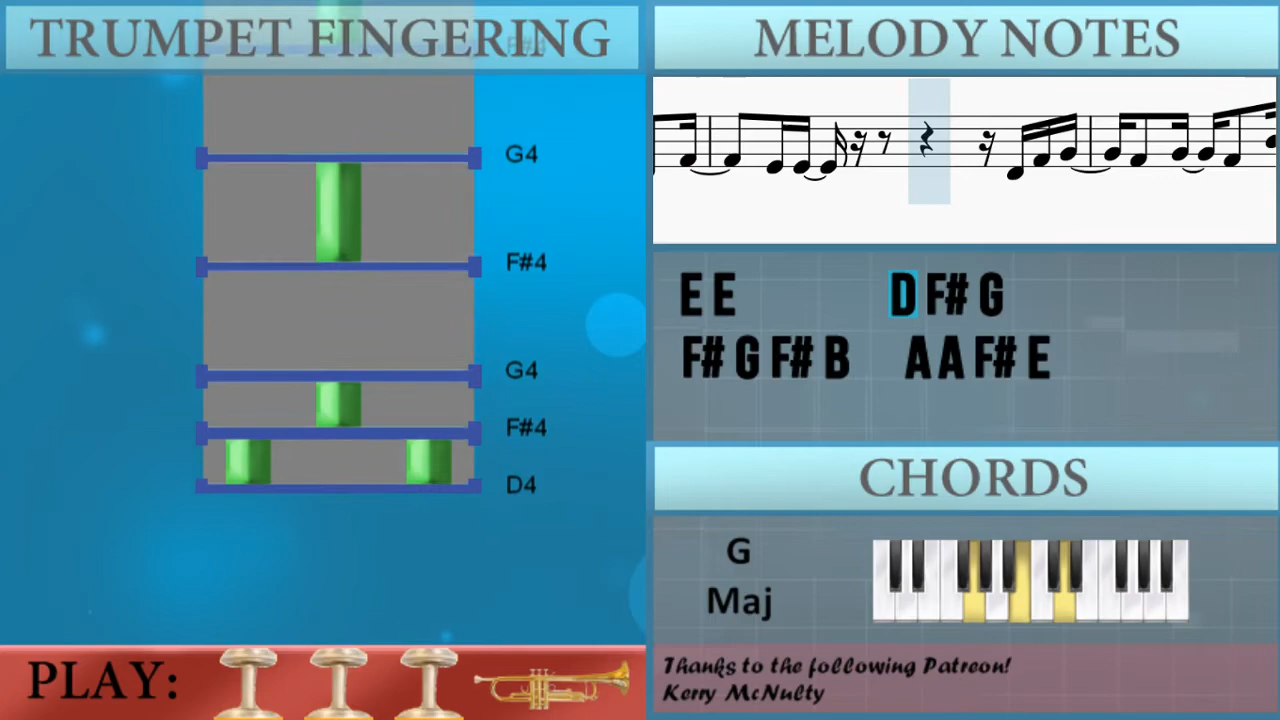 TRUMPET FINGERING
F#4
G4
F#4
G4
F#4
D4
PLAY:
MELODY NOTES
E E D F# G
F# G F# B A A F# E
CHORDS
G
Maj
Thanks to the following Patreon!
Kerry McNulty